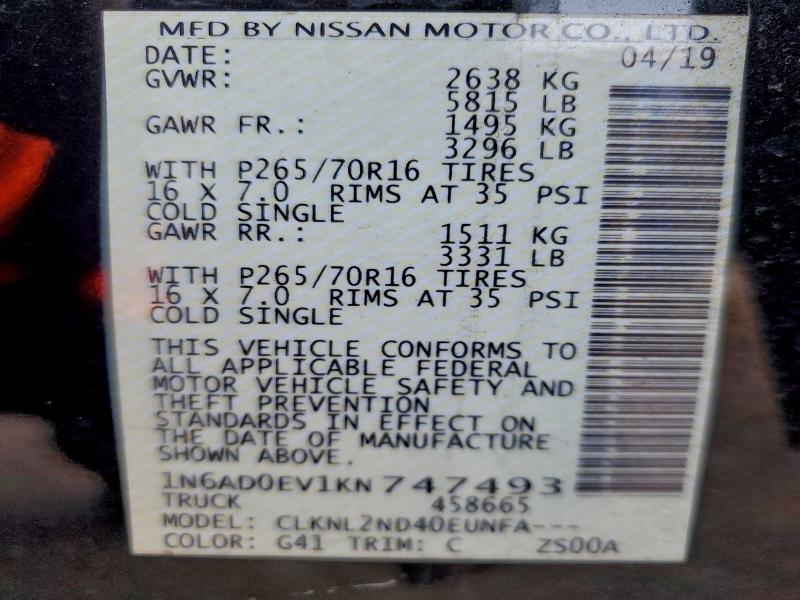 MFD BY NISSAN MOTOR CO., LTD.
DATE: 04/19
GVWR: 2638 KG
5815 LB
GAWR FR.: 1495 KG
3296 LB
WITH P265/70R16 TIRES
16 X 7.0 RIMS AT 35 PSI
COLD SINGLE
GAWR RR.: 1511 KG
3331 LB
WITH P265/70R16 TIRES
16 X 7.0 RIMS AT 35 PSI
COLD SINGLE
THIS VEHICLE CONFORMS TO
ALL APPLICABLE FEDERAL
MOTOR VEHICLE SAFETY AND
THEFT PREVENTION
STANDARDS IN EFFECT ON
THE DATE OF MANUFACTURE
SHOWN ABOVE.
1N6AD0EV1KN747493
TRUCK 458665
MODEL: CLKNL2ND40EUNFA---
COLOR: G41 TRIM: C ZS00A